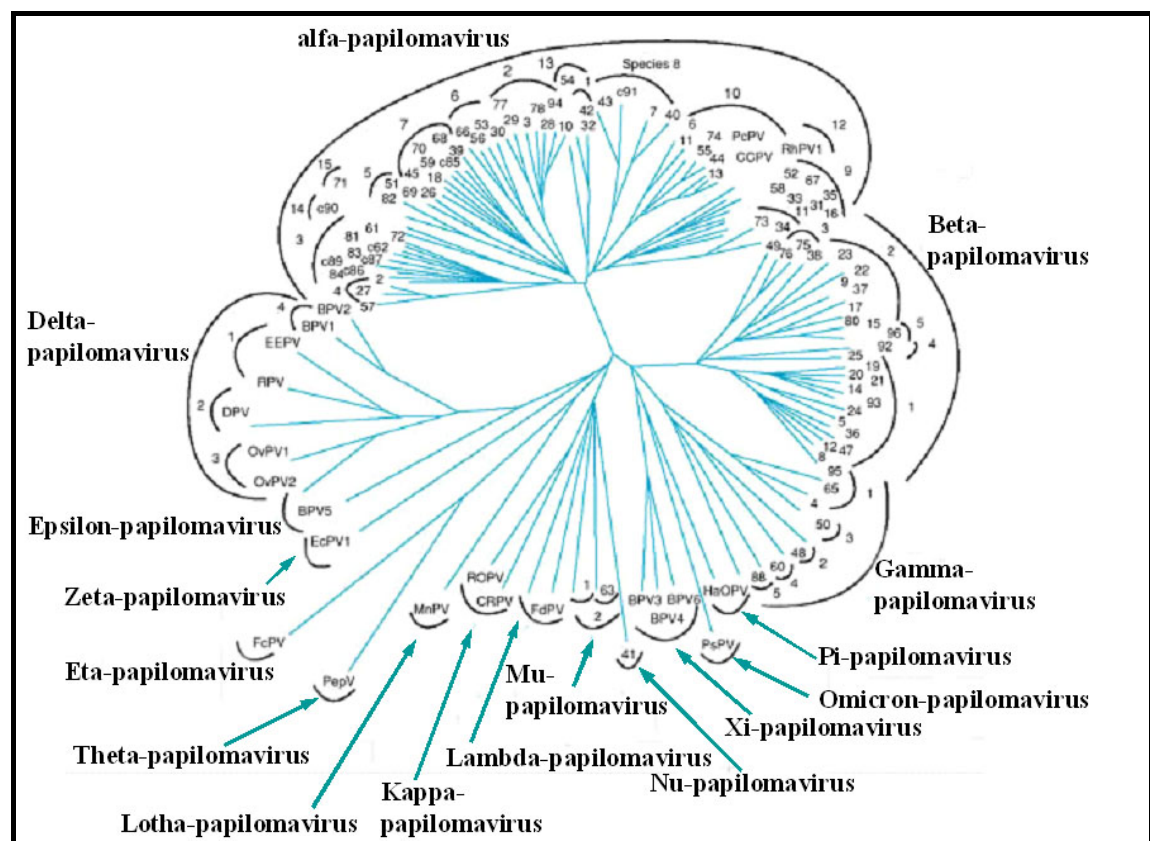 alfa-papilomavirus
13
2
54
1
Species 8
c91
6
77
94
42
43
7
40
10
7
66
53
29
78
3
28
10
32
6
74
PcPV
12
68
56
30
11
55
CGPV
RhPV1
70
39
44
9
15
59
c85
13
52
67
5
45
18
58
35
71
51
69
26
33
31
82
11
16
14
c90
73
34
3
3
61
72
49
75
Beta-
papilomavirus
81
c62
76
38
23
2
83
c87
c89
c86
84
2
22
9
37
4
27
57
17
4
BPV2
80
15
96
5
BPV1
92
4
Delta-
papilomavirus
1
EEPV
25
19
20
21
RPV
14
93
1
2
DPV
24
5
36
3
OvPV1
12
47
8
OvPV2
95
65
1
BPV5
4
Epsilon-papilomavirus
50
3
EcPV1
48
2
60
4
Gamma-
papilomavirus
88
5
Zeta-papilomavirus
ROPV
1
63
BPV3
BPV6
HaOPV
MnPV
CRPV
FdPV
2
BPV4
FcPV
41
PsPV
Pi-papilomavirus
Eta-papilomavirus
PepV
Mu-
papilomavirus
Omicron-papilomavirus
Xi-papilomavirus
Theta-papilomavirus
Lambda-papilomavirus
Nu-papilomavirus
Kappa-
papilomavirus
Lotha-papilomavirus